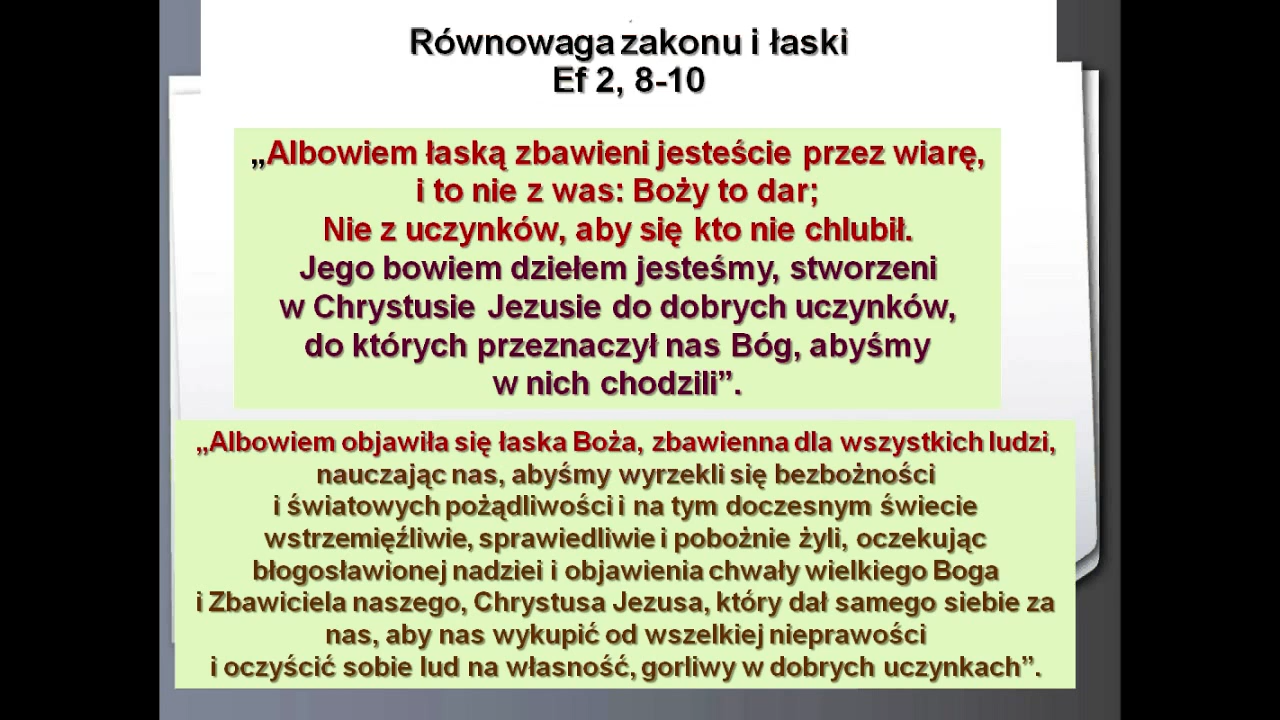 Równowaga zakonu i łaski
Ef 2, 8-10
„Albowiem łaską zbawieni jesteście przez wiarę,
i to nie z was: Boży to dar;
Nie z uczynków, aby się kto nie chlubił.
Jego bowiem dziełem jesteśmy, stworzeni
w Chrystusie Jezusie do dobrych uczynków,
do których przeznaczył nas Bóg, abyśmy
w nich chodzili”.
„Albowiem objawiła się łaska Boża, zbawienna dla wszystkich ludzi,
nauczając nas, abyśmy wyrzekli się bezbożności
i światowych pożądliwości i na tym doczesnym świecie
wstrzemięźliwie, sprawiedliwie i pobożnie żyli, oczekując
błogosławionej nadziei i objawienia chwały wielkiego Boga
i Zbawiciela naszego, Chrystusa Jezusa, który dał samego siebie za
nas, aby nas wykupić od wszelkiej nieprawości
i oczyścić sobie lud na własność, gorliwy w dobrych uczynkach”.